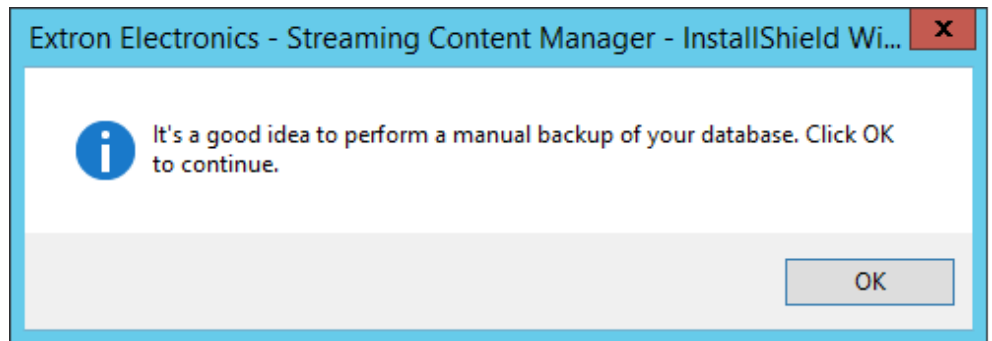 Extron Electronics - Streaming Content Manager - InstallShield Wi...
x
It's a good idea to perform a manual backup of your database. Click OK
to continue.
OK